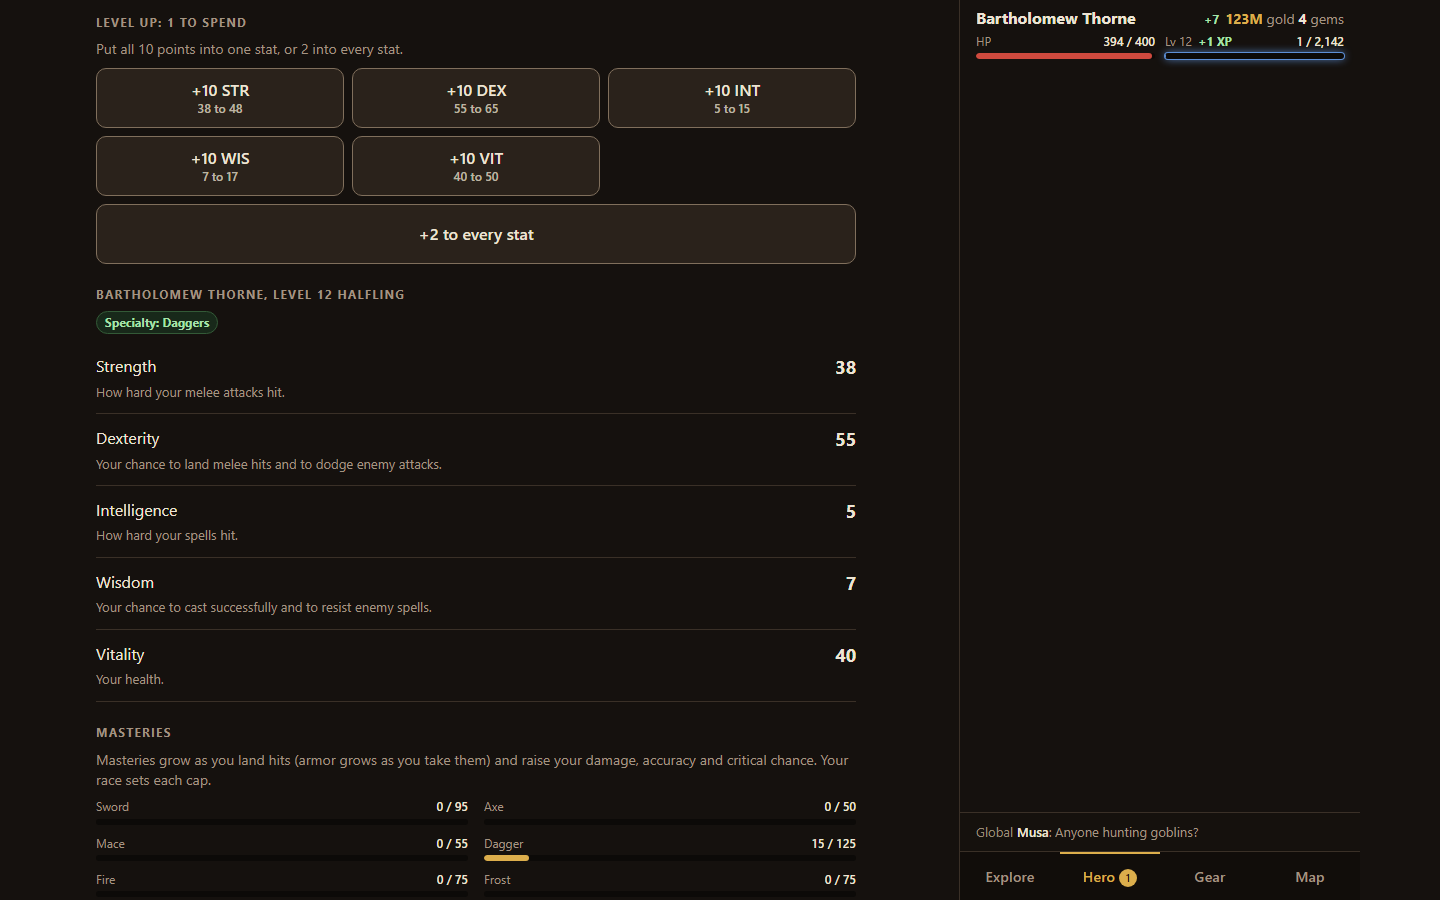 LEVEL UP: 1 TO SPEND
Put all 10 points into one stat, or 2 into every stat.
+10 STR
38 to 48
+10 DEX
55 to 65
+10 INT
5 to 15
+10 WIS
7 to 17
+10 VIT
40 to 50
+2 to every stat
BARTHOLOMEW THORNE, LEVEL 12 HALFLING
Specialty: Daggers
Strength 38
How hard your melee attacks hit.
Dexterity 55
Your chance to land melee hits and to dodge enemy attacks.
Intelligence 5
How hard your spells hit.
Wisdom 7
Your chance to cast successfully and to resist enemy spells.
Vitality 40
Your health.
MASTERIES
Masteries grow as you land hits (armor grows as you take them) and raise your damage, accuracy and critical chance. Your
race sets each cap.
Sword 0 / 95
Axe 0 / 50
Mace 0 / 55
Dagger 15 / 125
Fire 0 / 75
Frost 0 / 75
Bartholomew Thorne +7 123M gold 4 gems
HP 394 / 400 Lv 12 +1 XP 1 / 2,142
Global Musa: Anyone hunting goblins?
Explore
Hero 1
Gear
Map